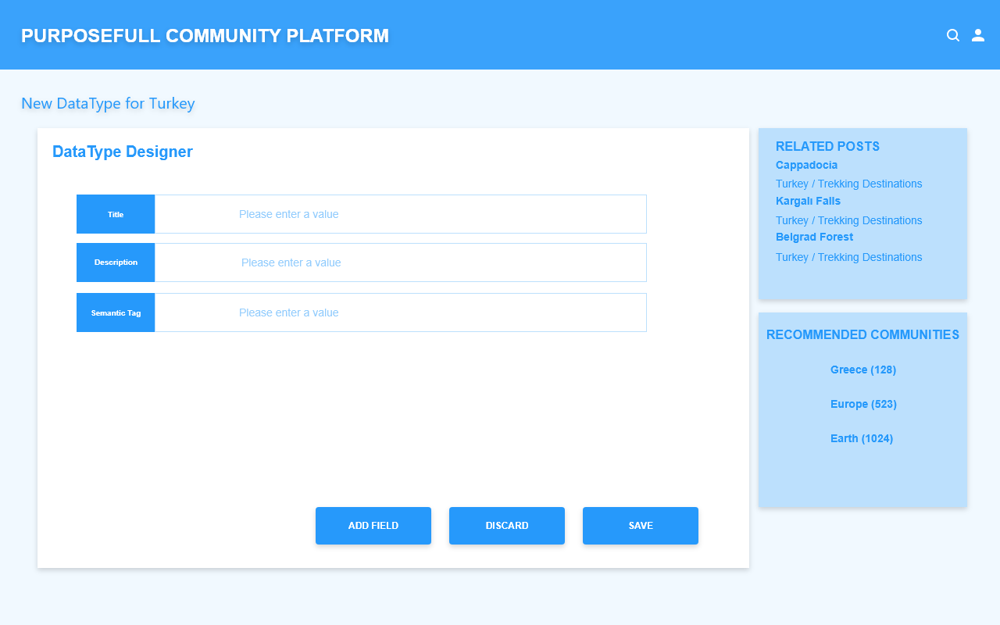 PURPOSEFULL COMMUNITY PLATFORM
New DataType for Turkey
DataType Designer
Title
Please enter a value
Description
Please enter a value
Semantic Tag
Please enter a value
ADD FIELD
DISCARD
SAVE
RELATED POSTS
Cappadocia
Turkey / Trekking Destinations
Kargalı Falls
Turkey / Trekking Destinations
Belgrad Forest
Turkey / Trekking Destinations
RECOMMENDED COMMUNITIES
Greece (128)
Europe (523)
Earth (1024)